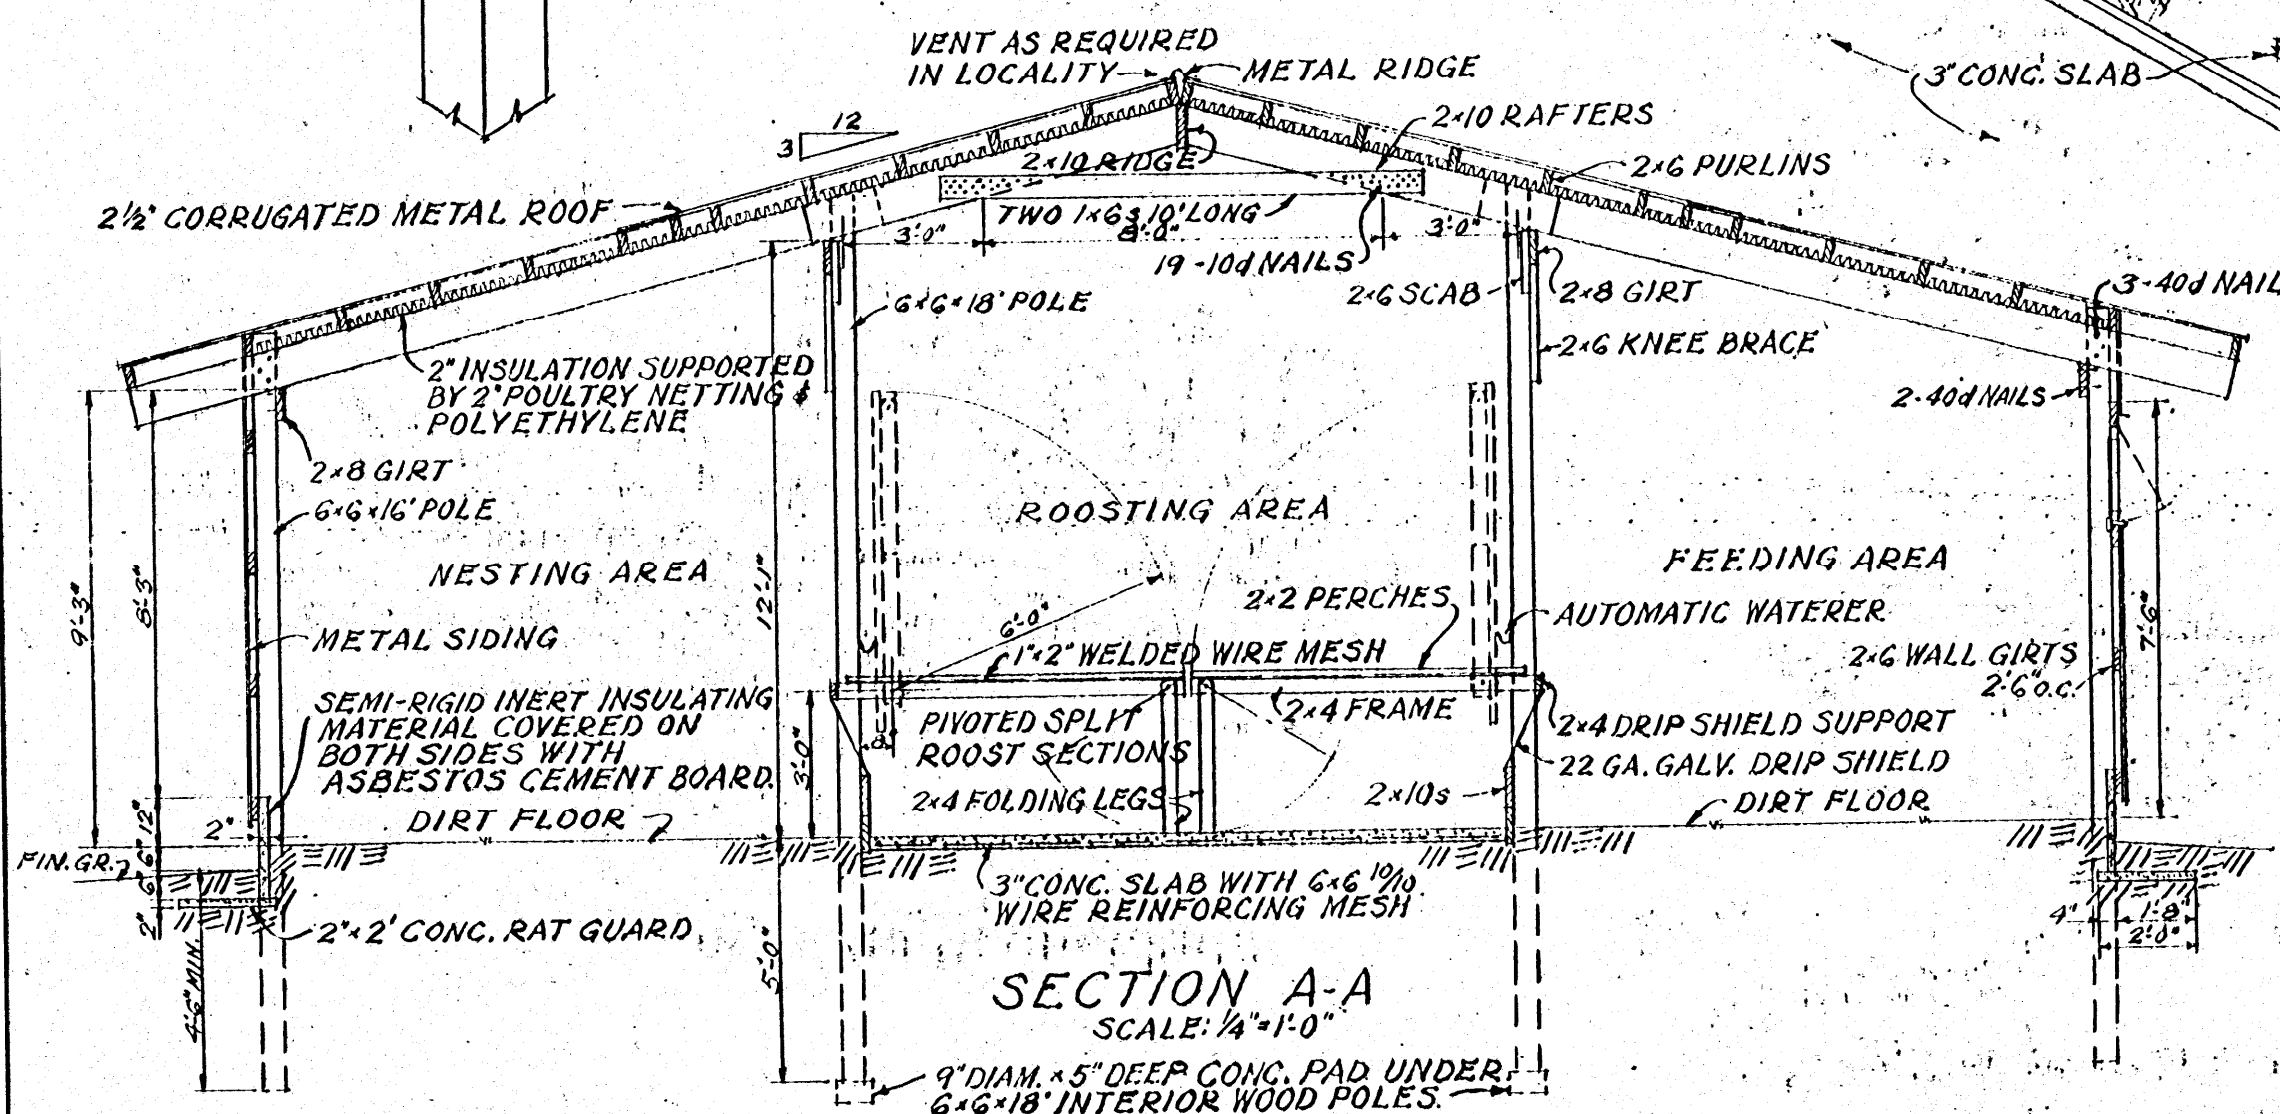 VENT AS REQUIRED
IN LOCALITY
METAL RIDGE
3" CONC. SLAB
12
3
2×10 RIDGE
2×10 RAFTERS
2×6 PURLINS
2½" CORRUGATED METAL ROOF
TWO 1×6s 10' LONG
3'-0"
8'-0"
3'-0"
19-10d NAILS
6×6×18' POLE
2×6 SCAB
2×8 GIRT
3-40d NAIL
2×6 KNEE BRACE
2" INSULATION SUPPORTED
BY 2" POULTRY NETTING &
POLYETHYLENE
2-40d NAILS
2×8 GIRT
6×6×16' POLE
ROOSTING AREA
NESTING AREA
FEEDING AREA
9'-3"
8'-3"
12'-1"
7'-6"
6'-0"
2×2 PERCHES
AUTOMATIC WATERER
METAL SIDING
1"×2" WELDED WIRE MESH
2×6 WALL GIRTS
2'-6" O.C.
SEMI-RIGID INERT INSULATING
MATERIAL COVERED ON
BOTH SIDES WITH
ASBESTOS CEMENT BOARD.
PIVOTED SPLIT
ROOST SECTIONS
8"
2×4 FRAME
2×4 DRIP SHIELD SUPPORT
22 GA. GALV. DRIP SHIELD
3'-0"
2×4 FOLDING LEGS
2×10s
DIRT FLOOR
DIRT FLOOR
2"
12"
6"
6"
2"
FIN. GR.
3" CONC. SLAB WITH 6×6 10/10
WIRE REINFORCING MESH
2"×2' CONC. RAT GUARD
4'-6" MIN.
5'-0"
4"
1'-8"
2'-0"
SECTION A-A
SCALE: ¼"=1'-0"
9" DIAM. × 5" DEEP CONC. PAD UNDER
6×6×18' INTERIOR WOOD POLES.